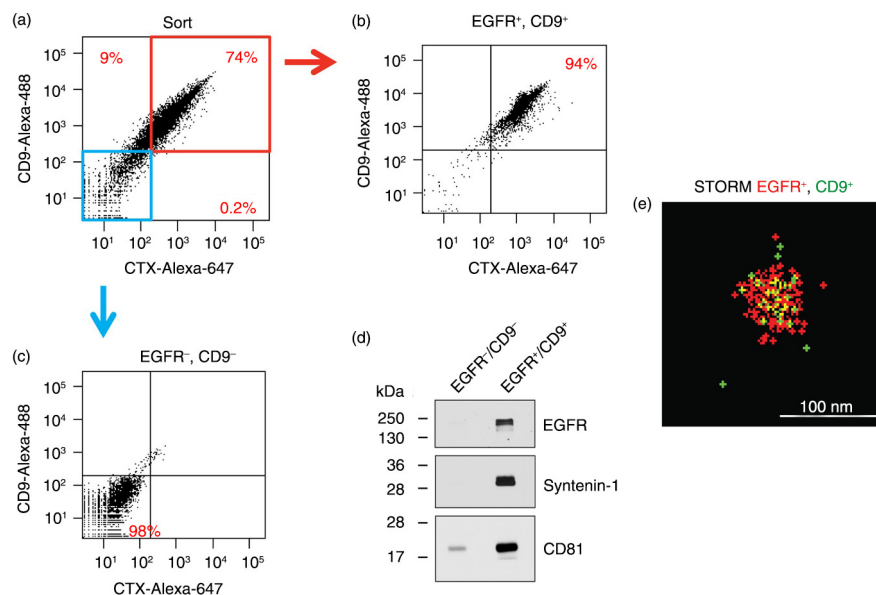 (a)
Sort
9%
74%
0.2%
CD9-Alexa-488
10⁵
10⁴
10³
10²
10¹
10¹ 10² 10³ 10⁴ 10⁵
CTX-Alexa-647
(b)
EGFR⁺, CD9⁺
94%
CD9-Alexa-488
10⁵
10⁴
10³
10²
10¹
10¹ 10² 10³ 10⁴ 10⁵
CTX-Alexa-647
(c)
EGFR⁻, CD9⁻
98%
CD9-Alexa-488
10⁵
10⁴
10³
10²
10¹
10¹ 10² 10³ 10⁴ 10⁵
CTX-Alexa-647
(d)
EGFR⁻/CD9⁻
EGFR⁺/CD9⁺
kDa
250
130
EGFR
36
28
Syntenin-1
28
17
CD81
(e)
STORM EGFR⁺, CD9⁺
100 nm